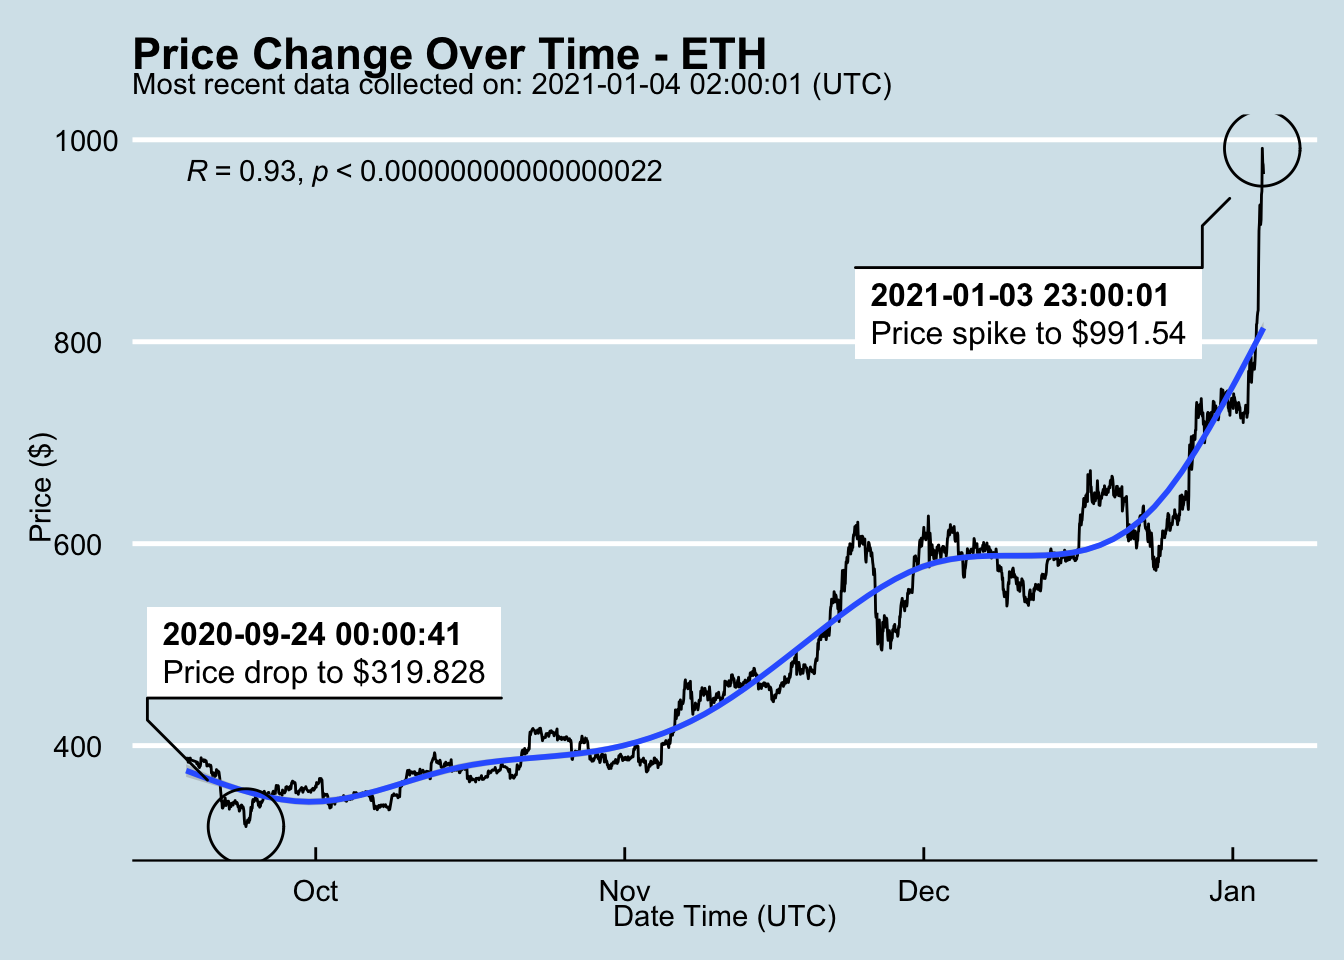 Price Change Over Time - ETH
Most recent data collected on: 2021-01-04 02:00:01 (UTC)
1000
R = 0.93, p < 0.00000000000000022
2021-01-03 23:00:01
Price spike to $991.54
800
Price ($)
600
2020-09-24 00:00:41
Price drop to $319.828
400
Oct Nov Dec Jan
Date Time (UTC)